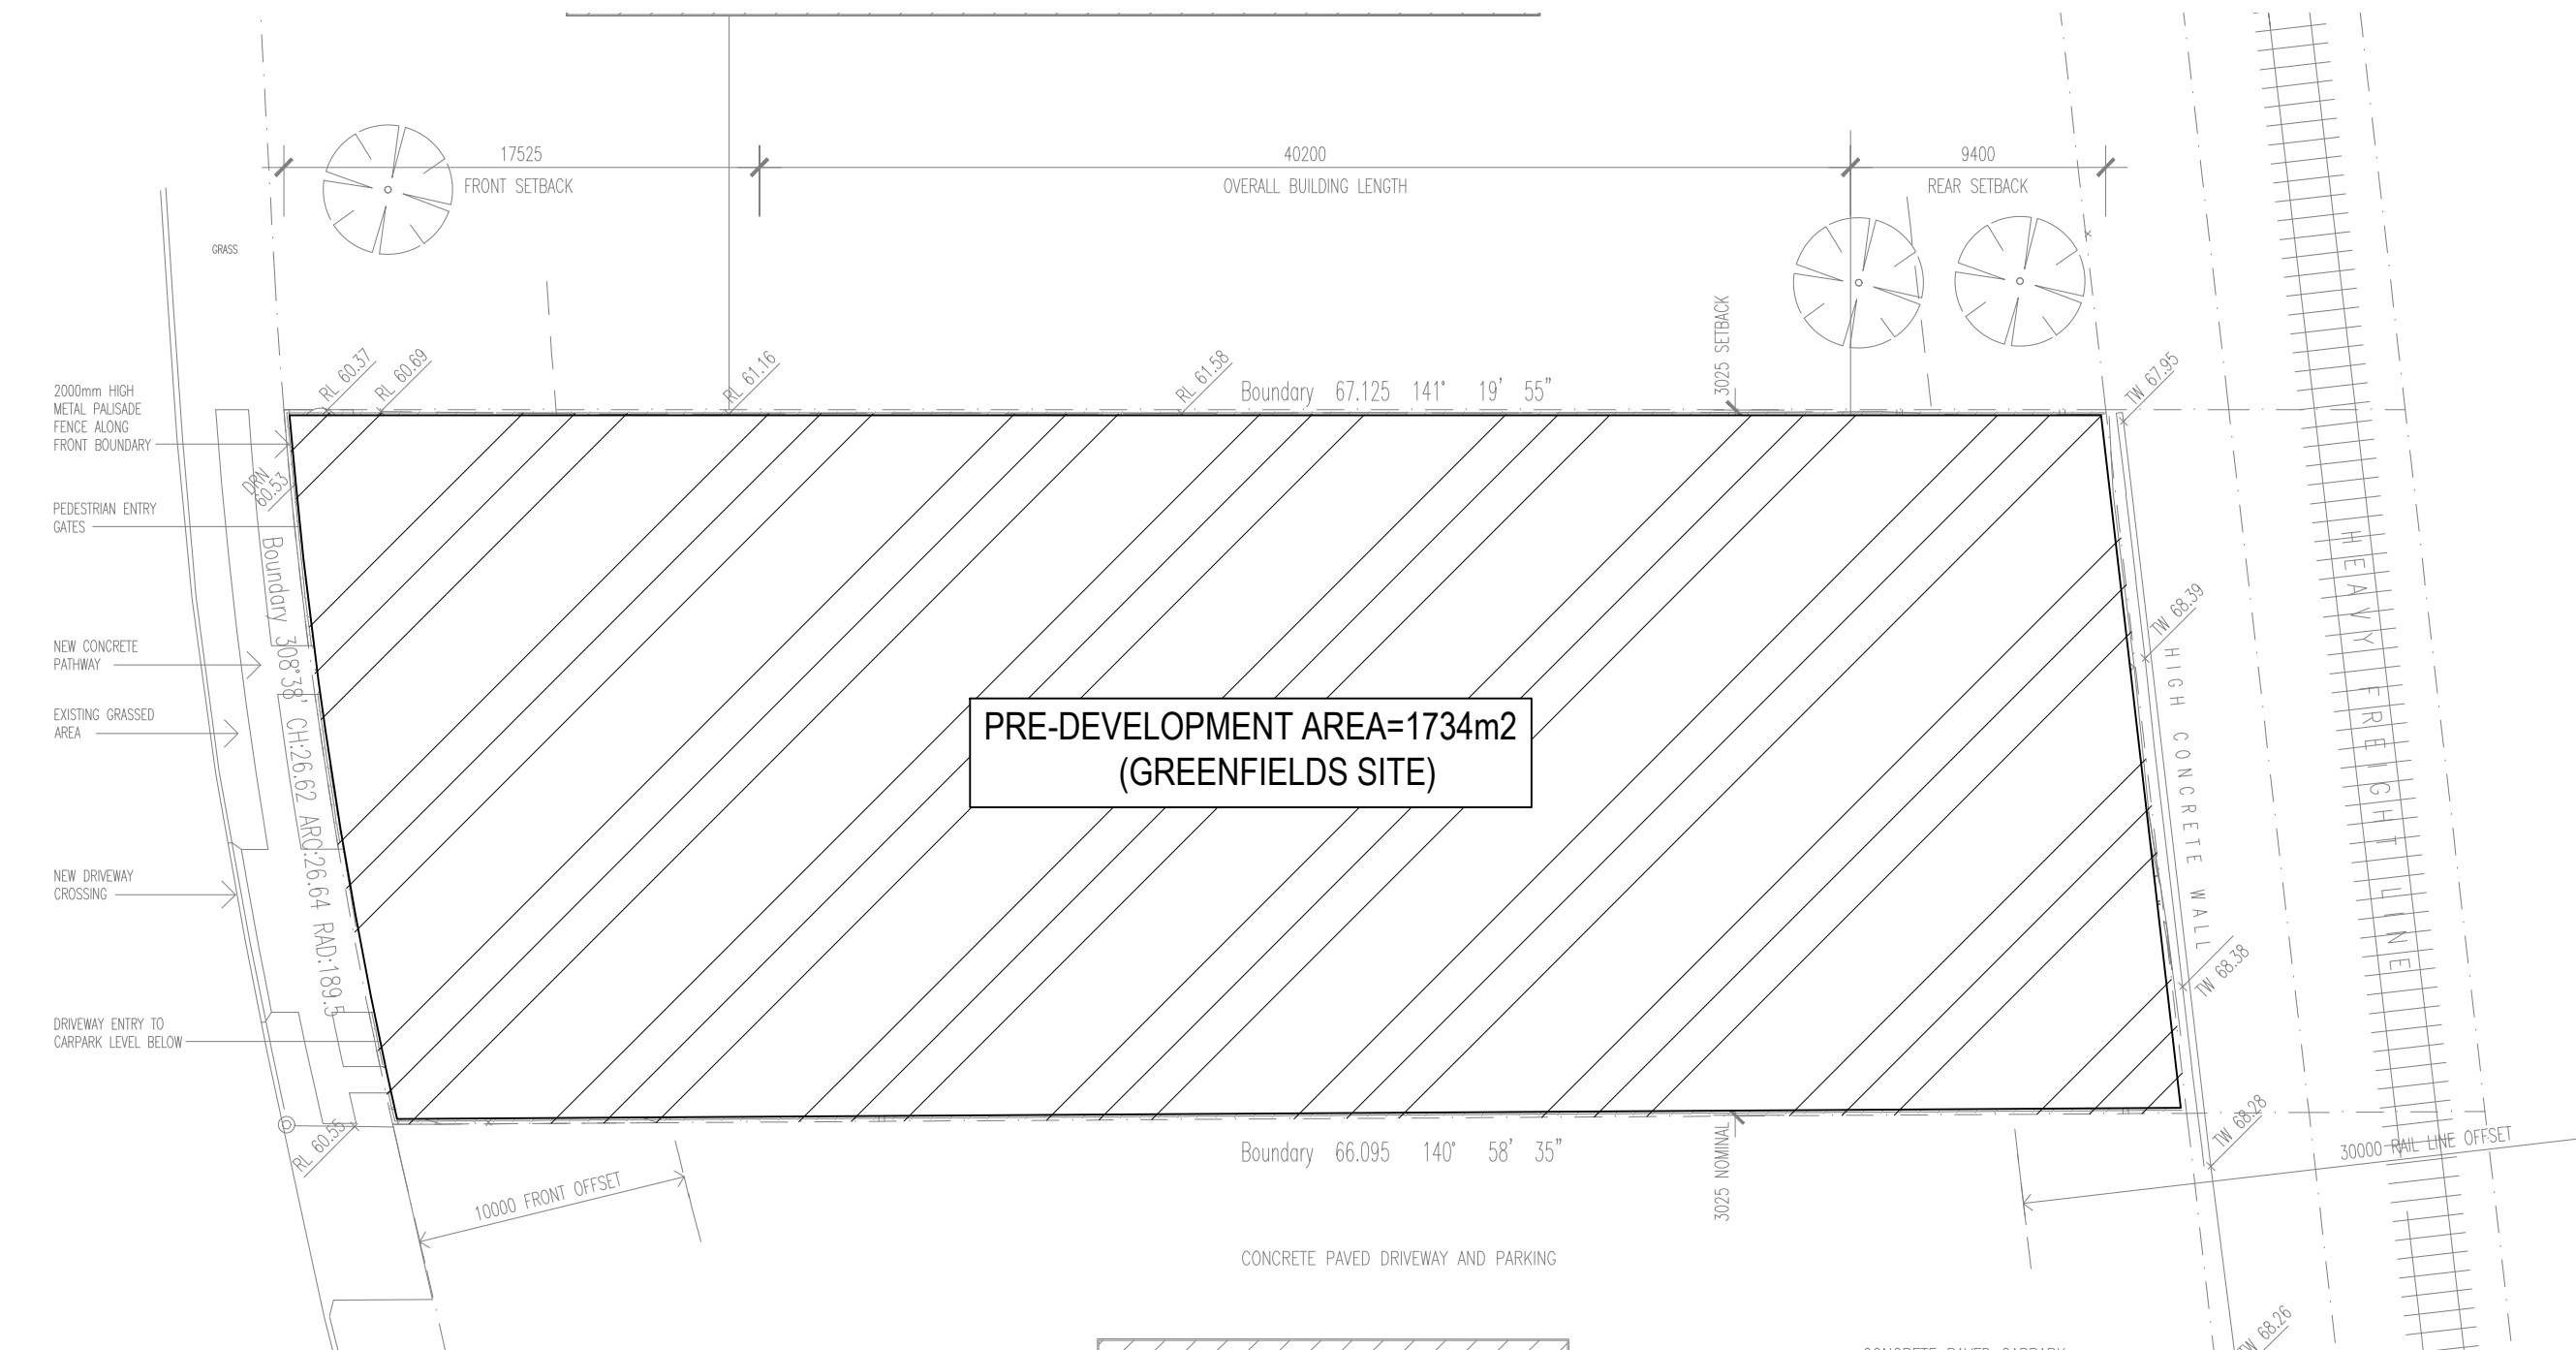 17525
FRONT SETBACK
40200
OVERALL BUILDING LENGTH
9400
REAR SETBACK
GRASS
3025 SETBACK
RL 60.37
RL 60.69
RL 61.16
RL 61.58
Boundary 67.125 141° 19' 55"
TW 67.95
2000mm HIGH
METAL PALISADE
FENCE ALONG
FRONT BOUNDARY
DRN
60.53
PEDESTRIAN ENTRY
GATES
Boundary 308°38' CH:26.62 ARC:26.64 RAD:189.5
NEW CONCRETE
PATHWAY
EXISTING GRASSED
AREA
PRE-DEVELOPMENT AREA=1734m2
(GREENFIELDS SITE)
TW 68.39
HIGH CONCRETE WALL
HEAVY FREIGHT LINE
NEW DRIVEWAY
CROSSING
TW 68.38
DRIVEWAY ENTRY TO
CARPARK LEVEL BELOW
RL 60.55
Boundary 66.095 140° 58' 35"
3025 NOMINAL
TW 68.28
30000 RAIL LINE OFFSET
10000 FRONT OFFSET
CONCRETE PAVED DRIVEWAY AND PARKING
TW 68.26
CONCRETE PAVED CARPARK